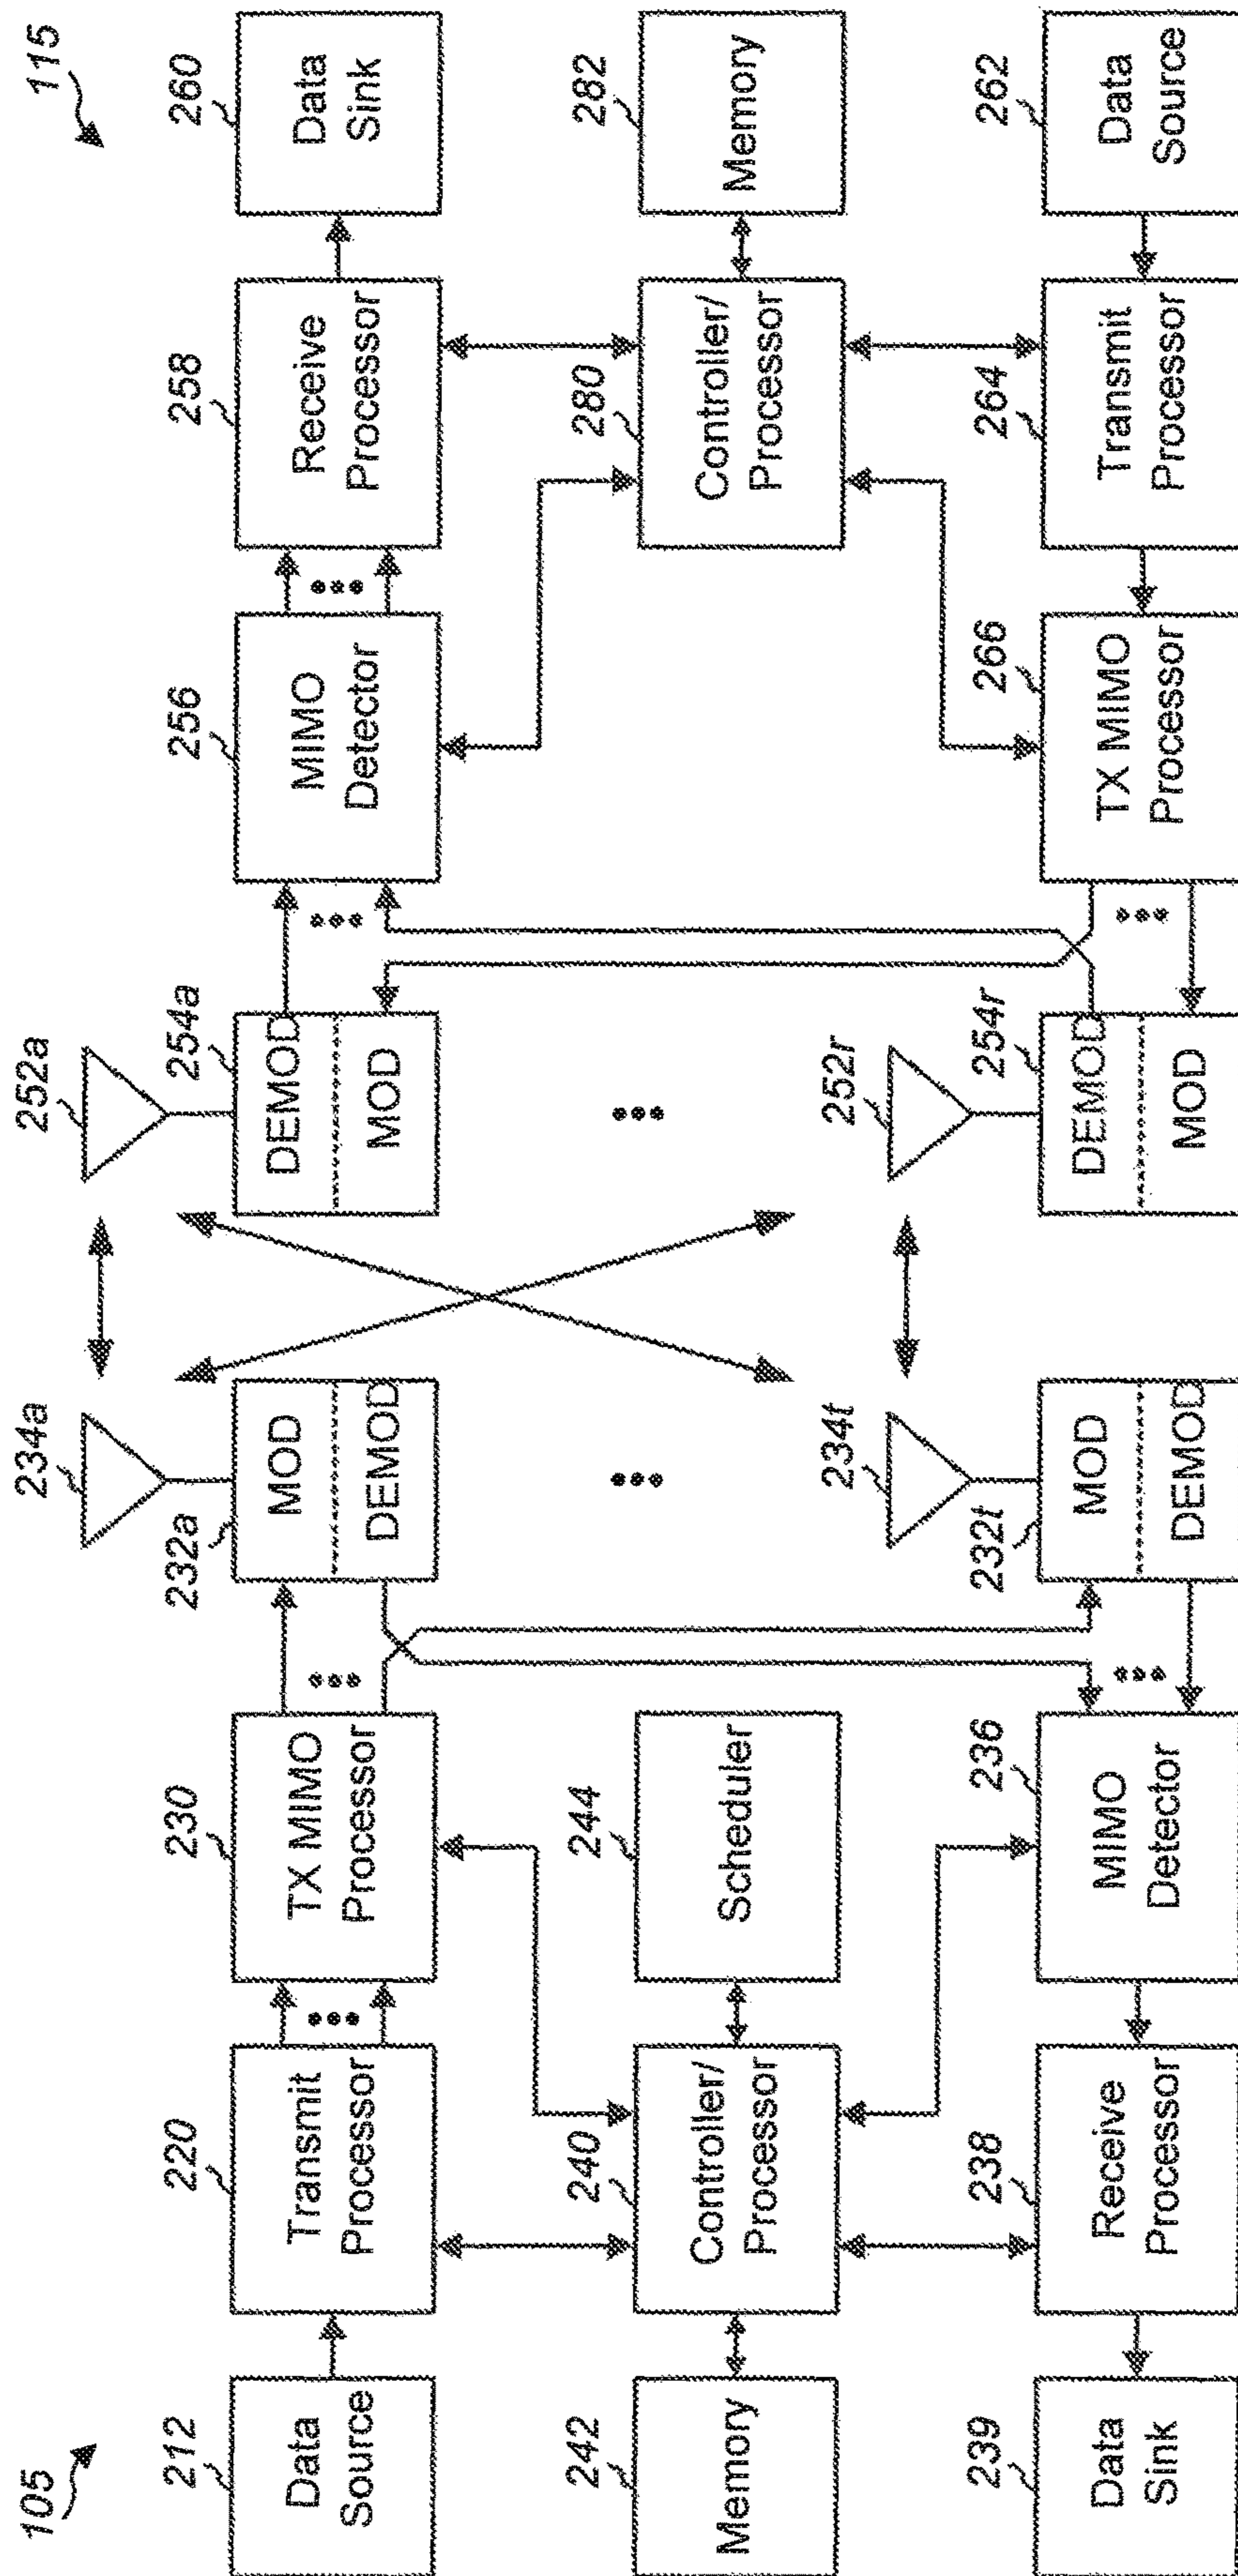 105
115
212
Data
Source
220
Transmit
Processor
230
TX MIMO
Processor
232a
MOD
DEMOD
234a
252a
254a
DEMOD
MOD
256
MIMO
Detector
258
Receive
Processor
260
Data
Sink
242
Memory
240
Controller/
Processor
244
Scheduler
280
Controller/
Processor
282
Memory
239
Data
Sink
238
Receive
Processor
236
MIMO
Detector
232t
MOD
DEMOD
234t
252r
254r
DEMOD
MOD
266
TX MIMO
Processor
264
Transmit
Processor
262
Data
Source